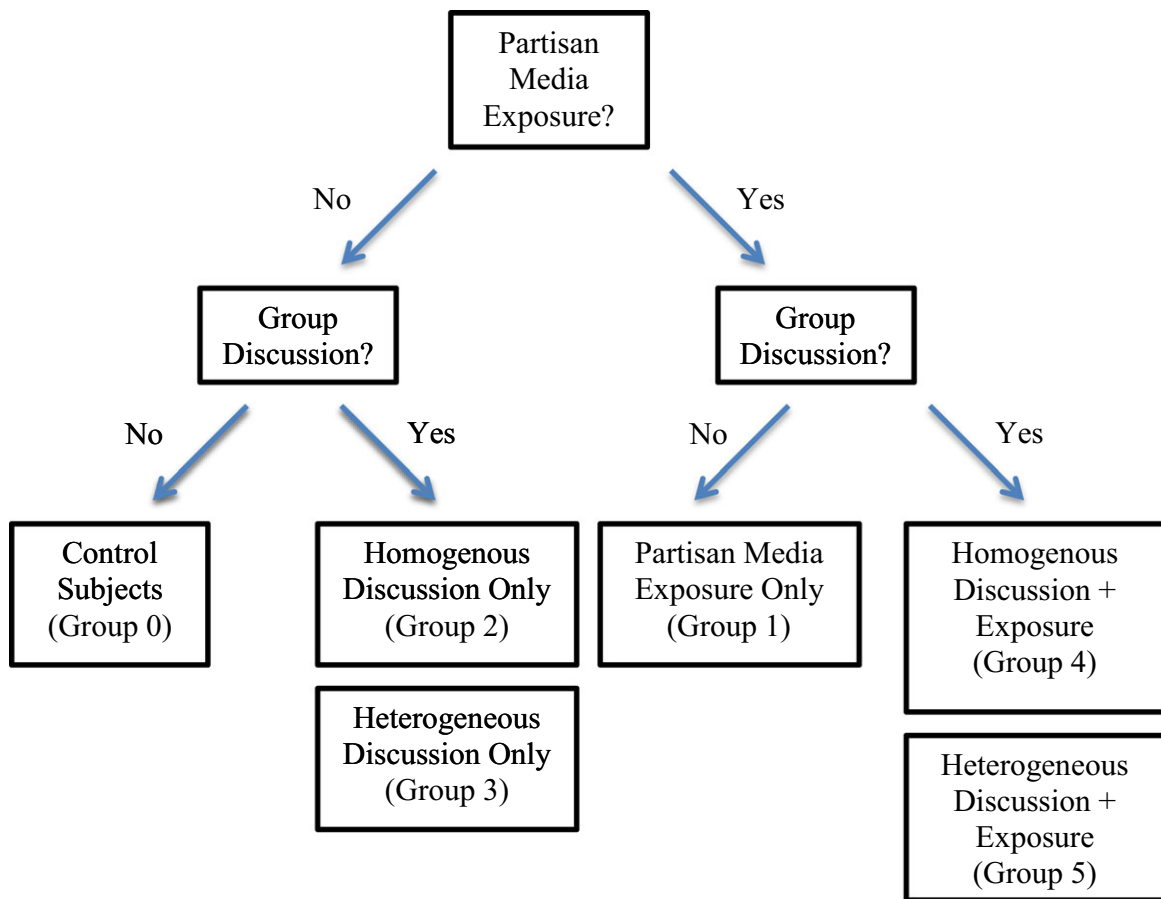 Partisan
Media
Exposure?
No
Yes
Group
Discussion?
Group
Discussion?
No
Yes
No
Yes
Control
Subjects
(Group 0)
Homogenous
Discussion Only
(Group 2)
Partisan Media
Exposure Only
(Group 1)
Homogenous
Discussion +
Exposure
(Group 4)
Heterogeneous
Discussion Only
(Group 3)
Heterogeneous
Discussion +
Exposure
(Group 5)